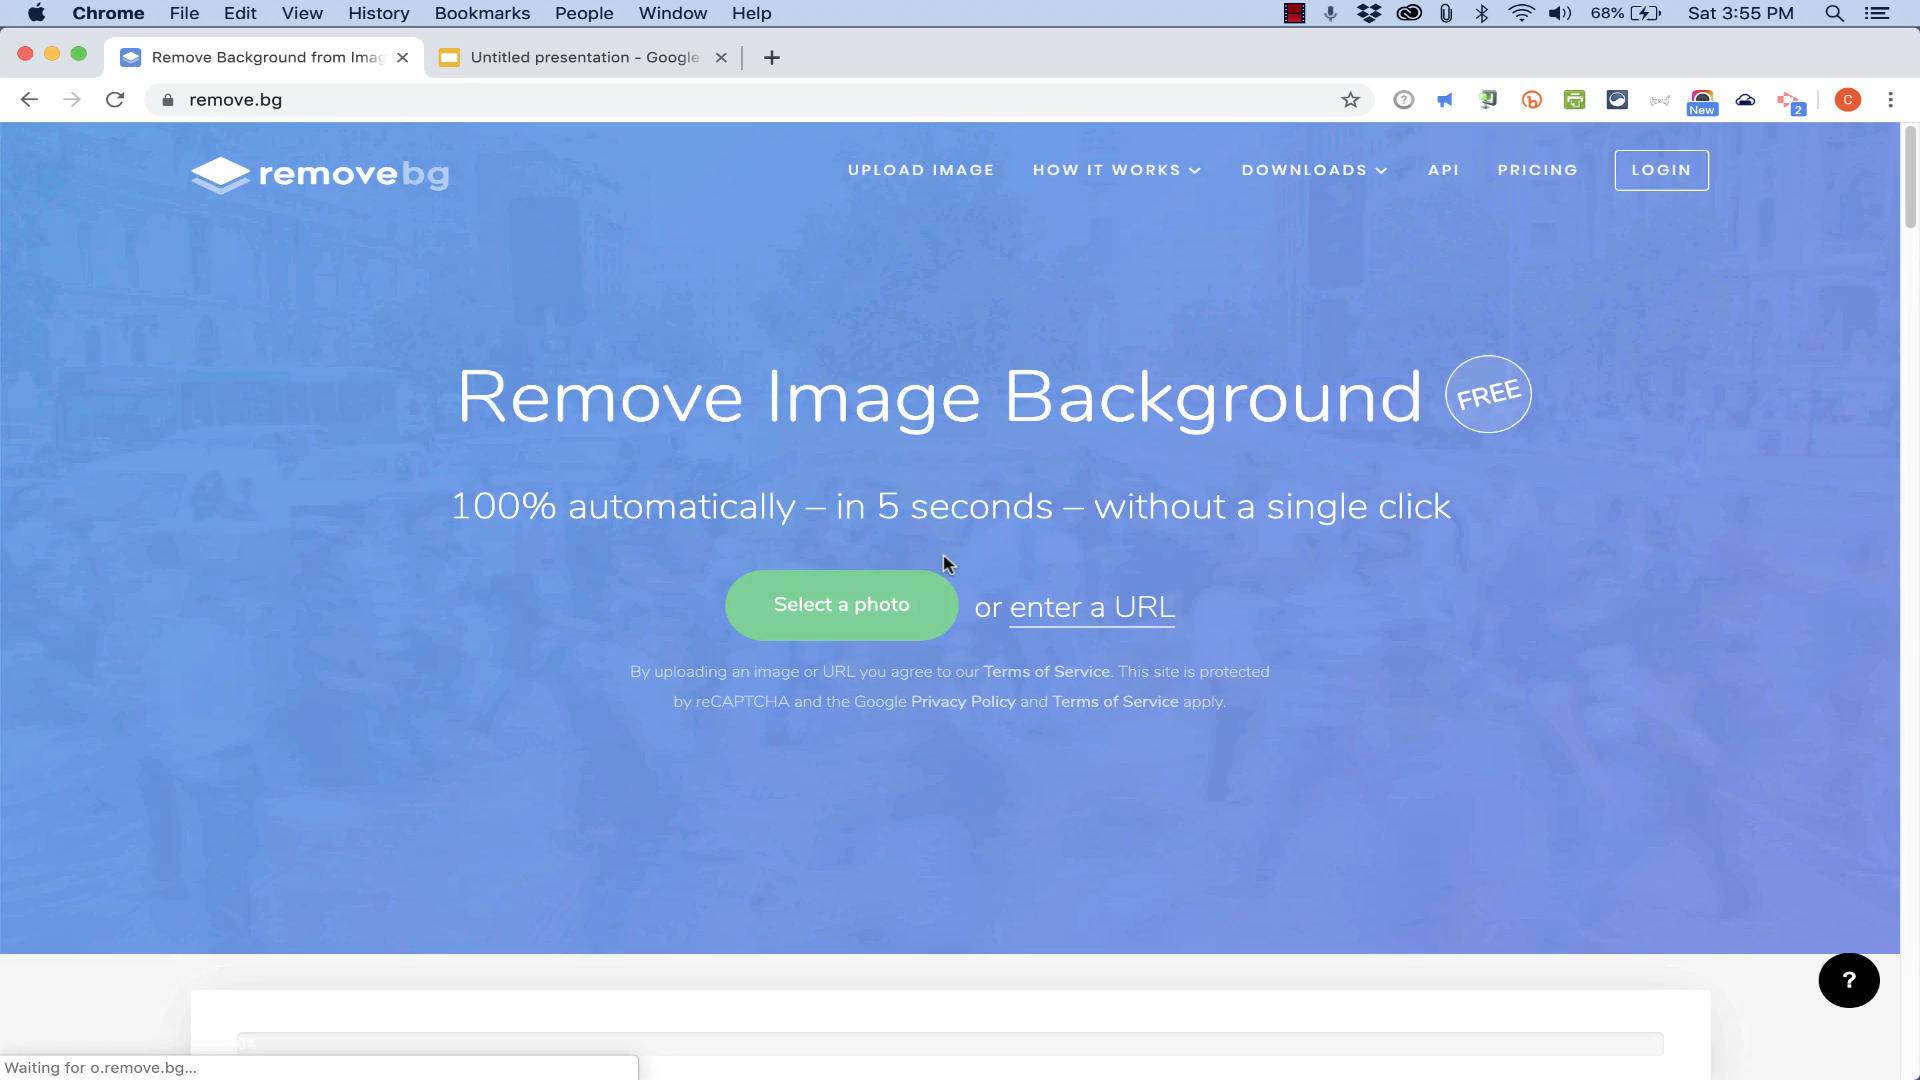 Chrome File Edit View History Bookmarks People Window Help 68% Sat 3:55 PM
Remove Background from Imag Untitled presentation - Google
remove.bg
New
2
C
removebg UPLOAD IMAGE HOW IT WORKS DOWNLOADS API PRICING LOGIN
Remove Image Background FREE
100% automatically – in 5 seconds – without a single click
Select a photo or enter a URL
By uploading an image or URL you agree to our Terms of Service. This site is protected
by reCAPTCHA and the Google Privacy Policy and Terms of Service apply.
?
0%
Waiting for o.remove.bg...